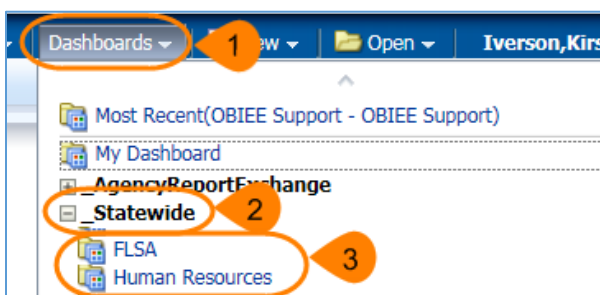 Dashboards 1 ew Open Iverson,Kirs
Most Recent(OBIEE Support - OBIEE Support)
My Dashboard
_AgencyReportExchange
_Statewide 2
FLSA
Human Resources
3